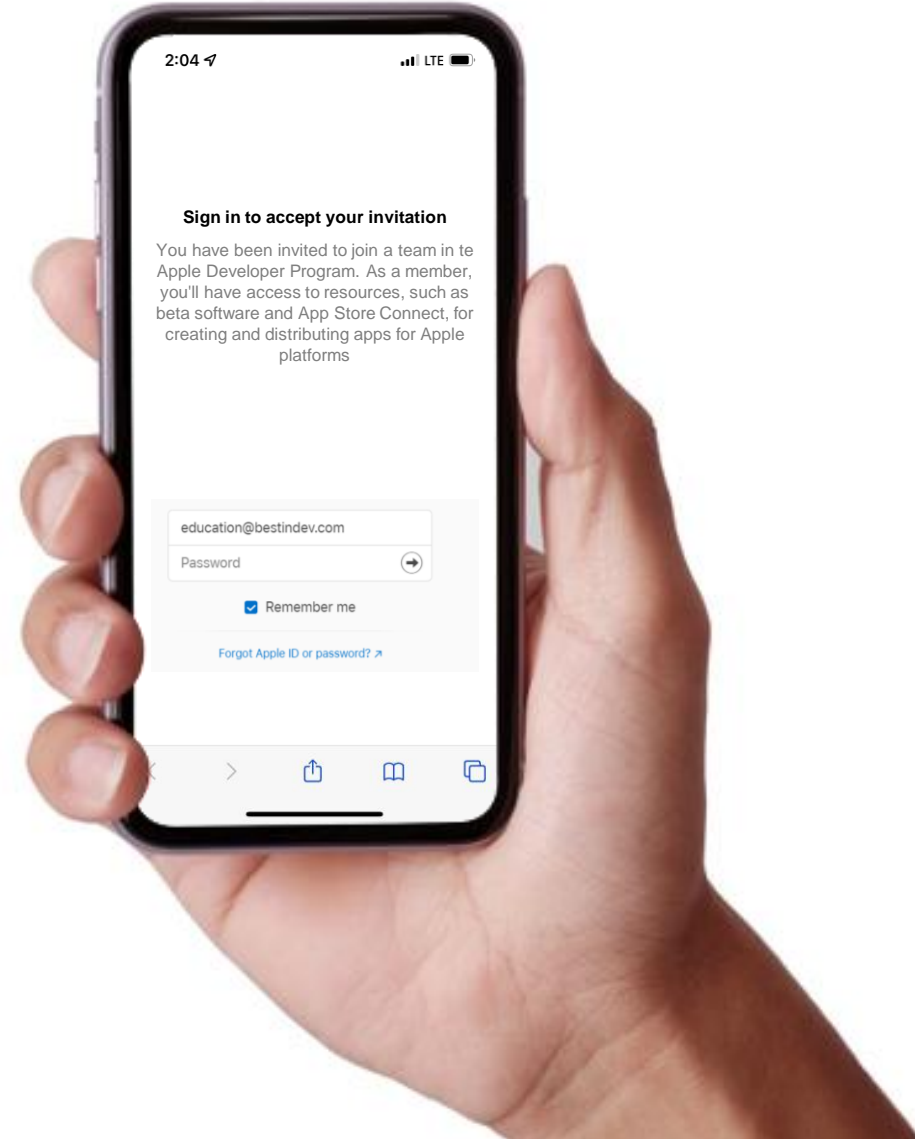 2:04
LTE
Sign in to accept your invitation
You have been invited to join a team in te
Apple Developer Program. As a member,
you'll have access to resources, such as
beta software and App Store Connect, for
creating and distributing apps for Apple
platforms
education@bestindev.com
Password
Remember me
Forgot Apple ID or password?